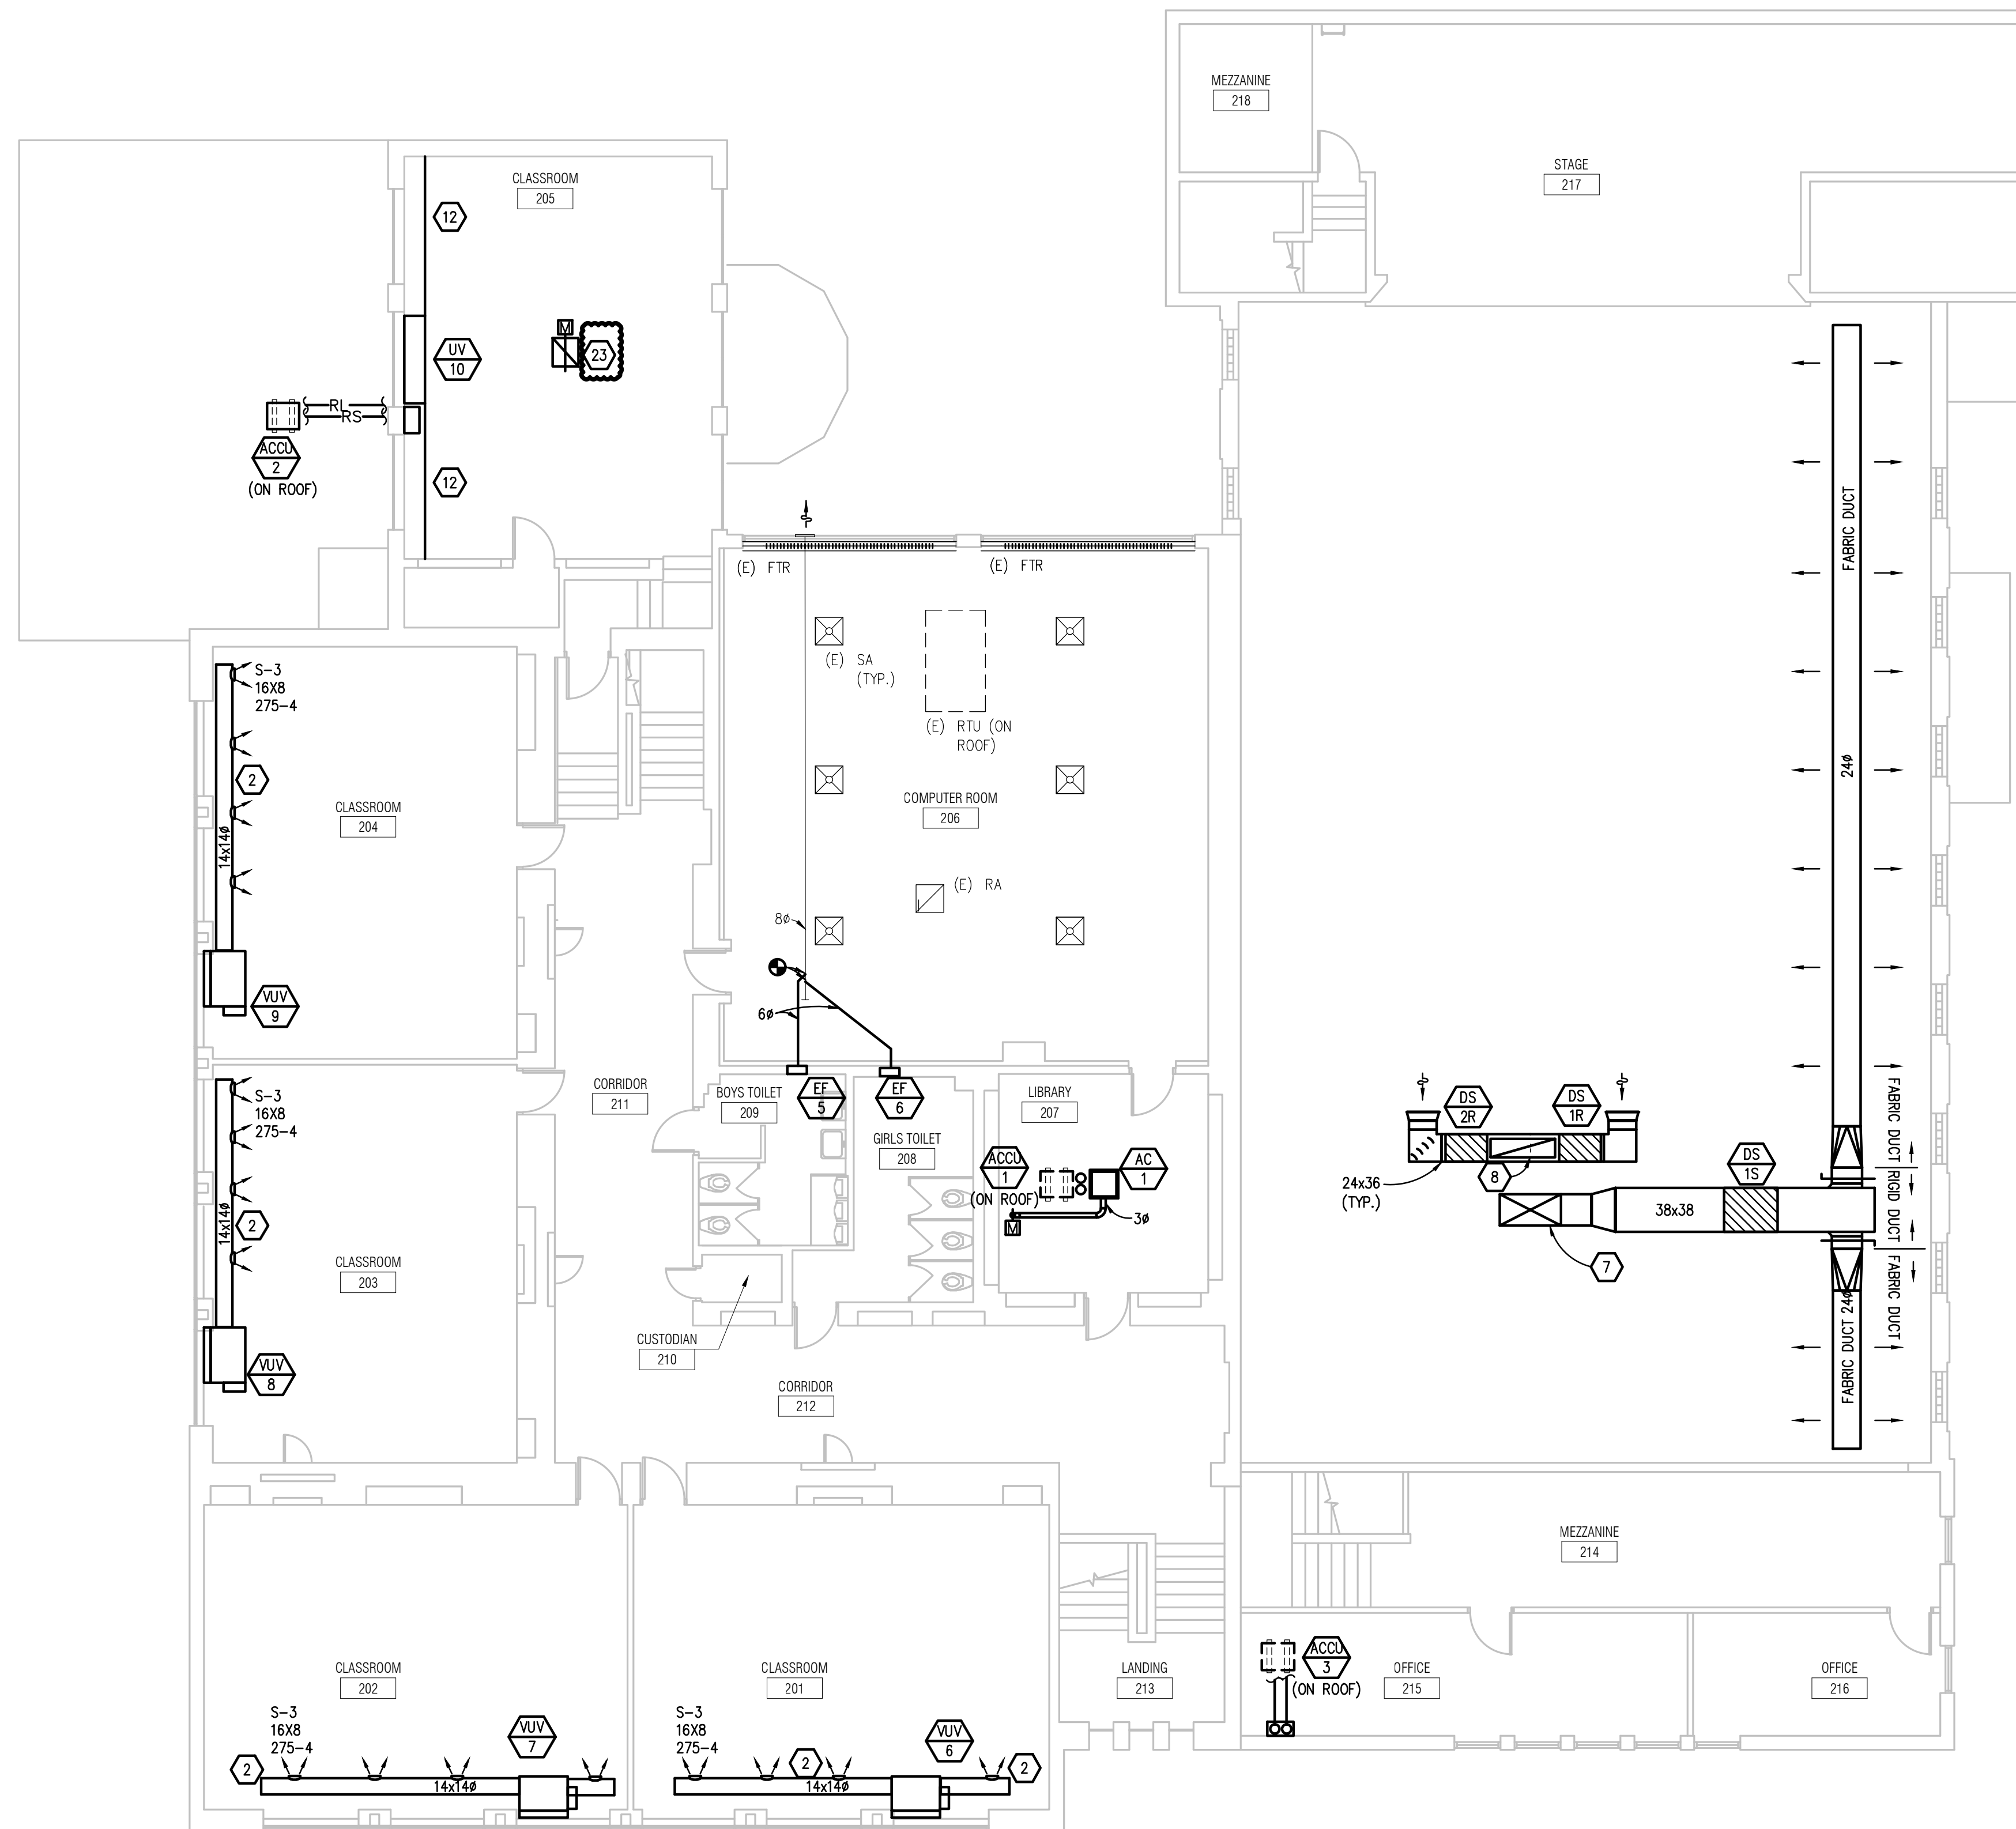 MEZZANINE
218
STAGE
217
CLASSROOM
205
12
UV
10
M
23
RL
RS
ACCU
2
(ON ROOF)
12
(E) FTR
(E) FTR
FABRIC DUCT
24ø
(E) SA
(TYP.)
(E) RTU (ON
ROOF)
S-3
16X8
275-4
2
14x14ø
CLASSROOM
204
COMPUTER ROOM
206
(E) RA
8ø
6ø
VUV
9
S-3
16X8
275-4
2
14x14ø
CORRIDOR
211
BOYS TOILET
209
EF
5
EF
6
GIRLS TOILET
208
LIBRARY
207
ACCU
1
(ON ROOF)
AC
1
M
3ø
DS
2R
DS
1R
DS
1S
24x36
(TYP.)
8
38x38
7
FABRIC DUCT
RIGID DUCT
FABRIC DUCT
FABRIC DUCT 24ø
CLASSROOM
203
VUV
8
CUSTODIAN
210
CORRIDOR
212
MEZZANINE
214
CLASSROOM
202
CLASSROOM
201
LANDING
213
ACCU
3
(ON ROOF)
OFFICE
215
OFFICE
216
S-3
16X8
275-4
2
14x14ø
VUV
7
S-3
16X8
275-4
2
14x14ø
VUV
6
2